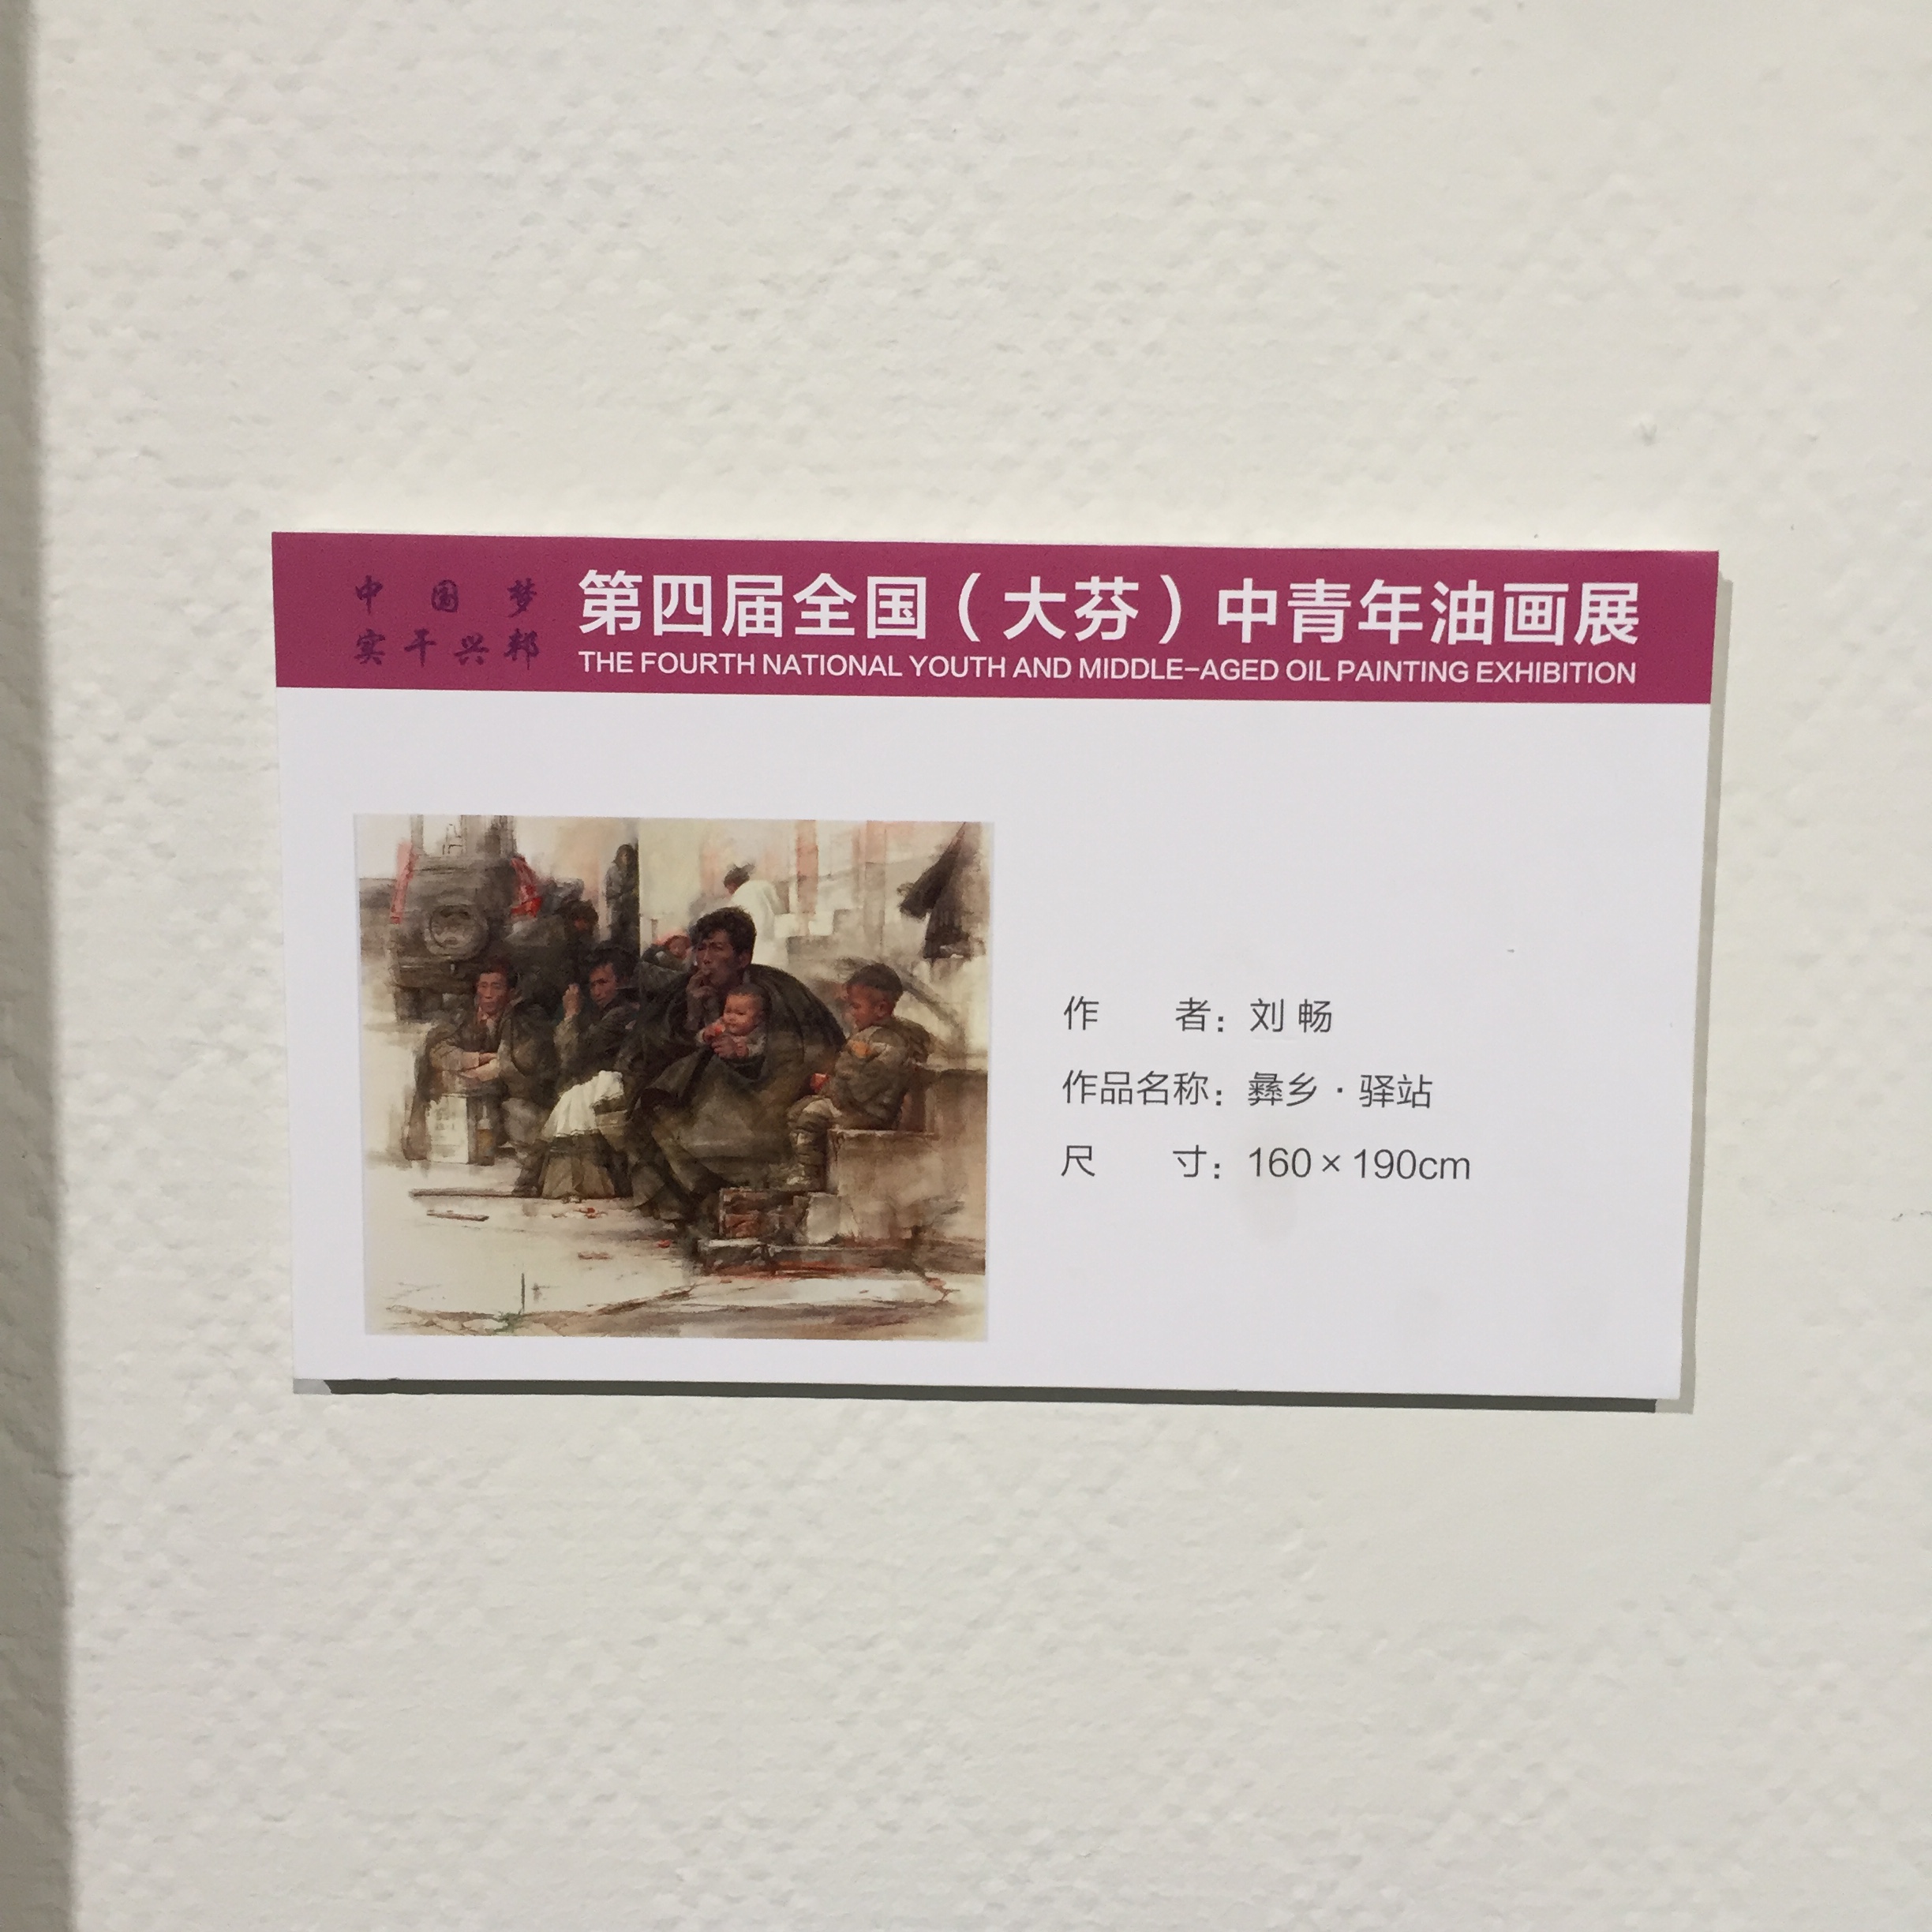 中国梦
实干兴邦
第四届全国（大芬）中青年油画展
THE FOURTH NATIONAL YOUTH AND MIDDLE-AGED OIL PAINTING EXHIBITION
作者：刘 畅
作品名称：彝乡·驿站
尺寸：160×190cm